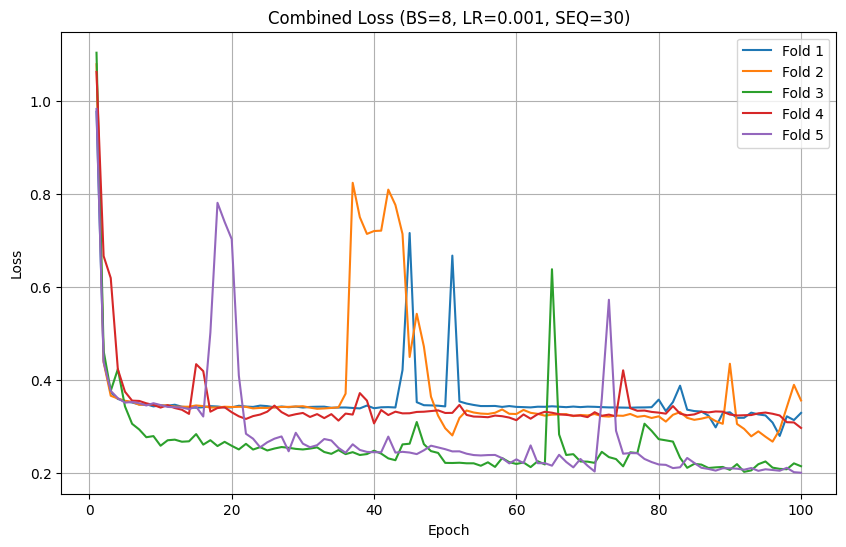 Combined Loss (BS=8, LR=0.001, SEQ=30)
Fold 1
Fold 2
Fold 3
Fold 4
Fold 5
Loss
1.0
0.8
0.6
0.4
0.2
0
20
40
60
80
100
Epoch